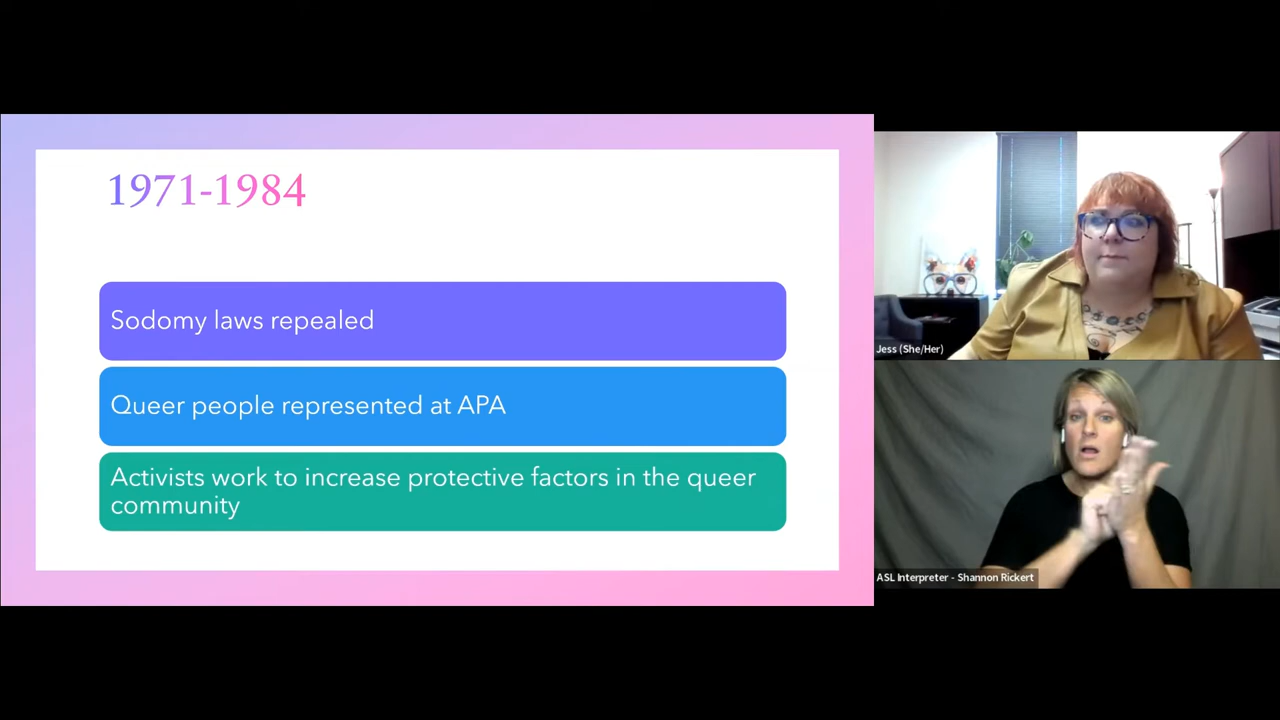 1971-1984
Sodomy laws repealed
Queer people represented at APA
Activists work to increase protective factors in the queer
community
Jess (She/Her)
ASL Interpreter - Shannon Rickert